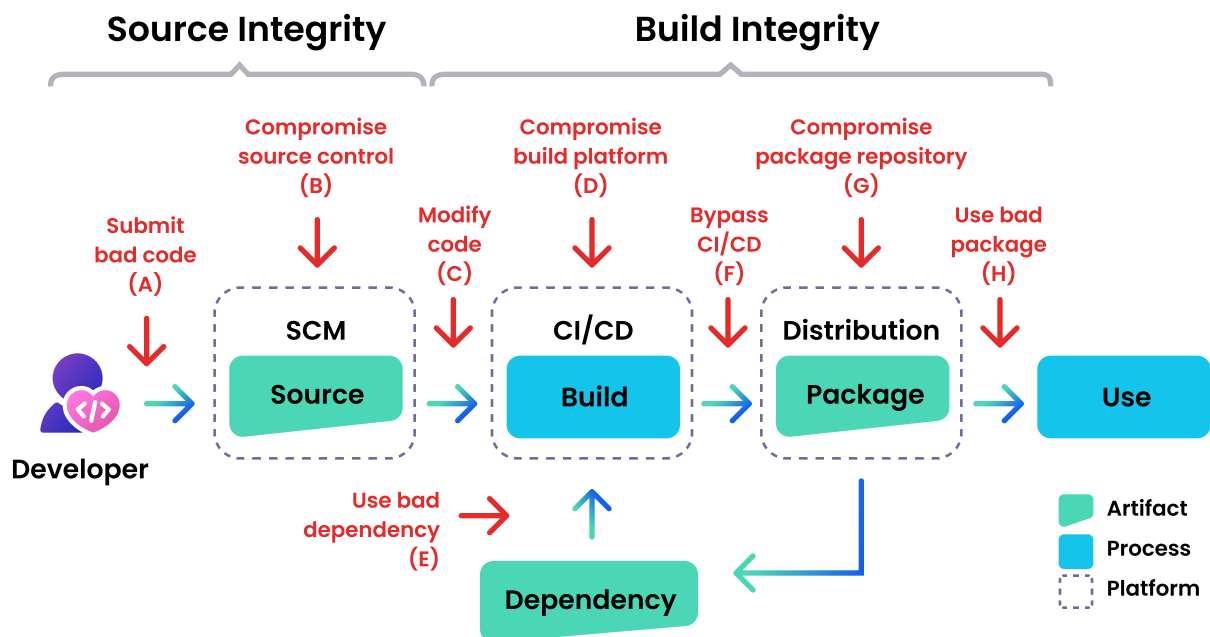 Source Integrity
Build Integrity
Compromise
source control
(B)
Compromise
build platform
(D)
Compromise
package repository
(G)
Submit
bad code
(A)
Modify
code
(C)
Bypass
CI/CD
(F)
Use bad
package
(H)
SCM
Source
CI/CD
Build
Distribution
Package
Use
</>
Developer
Use bad
dependency
(E)
Dependency
Artifact
Process
Platform